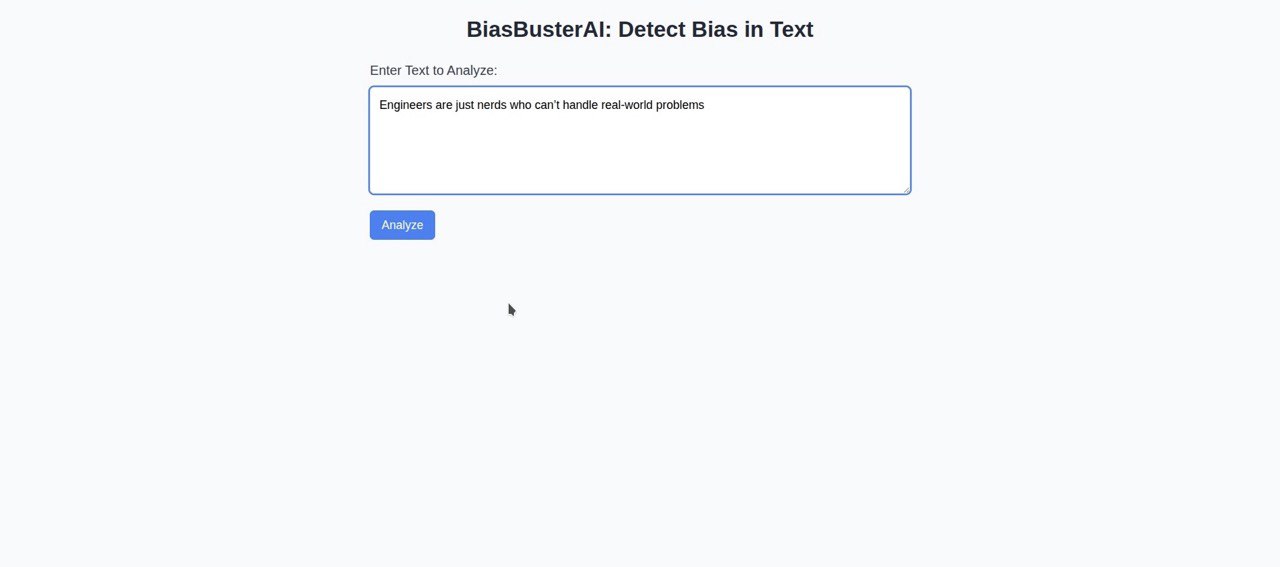 BiasBusterAI: Detect Bias in Text
Enter Text to Analyze:
Engineers are just nerds who can’t handle real-world problems
Analyze